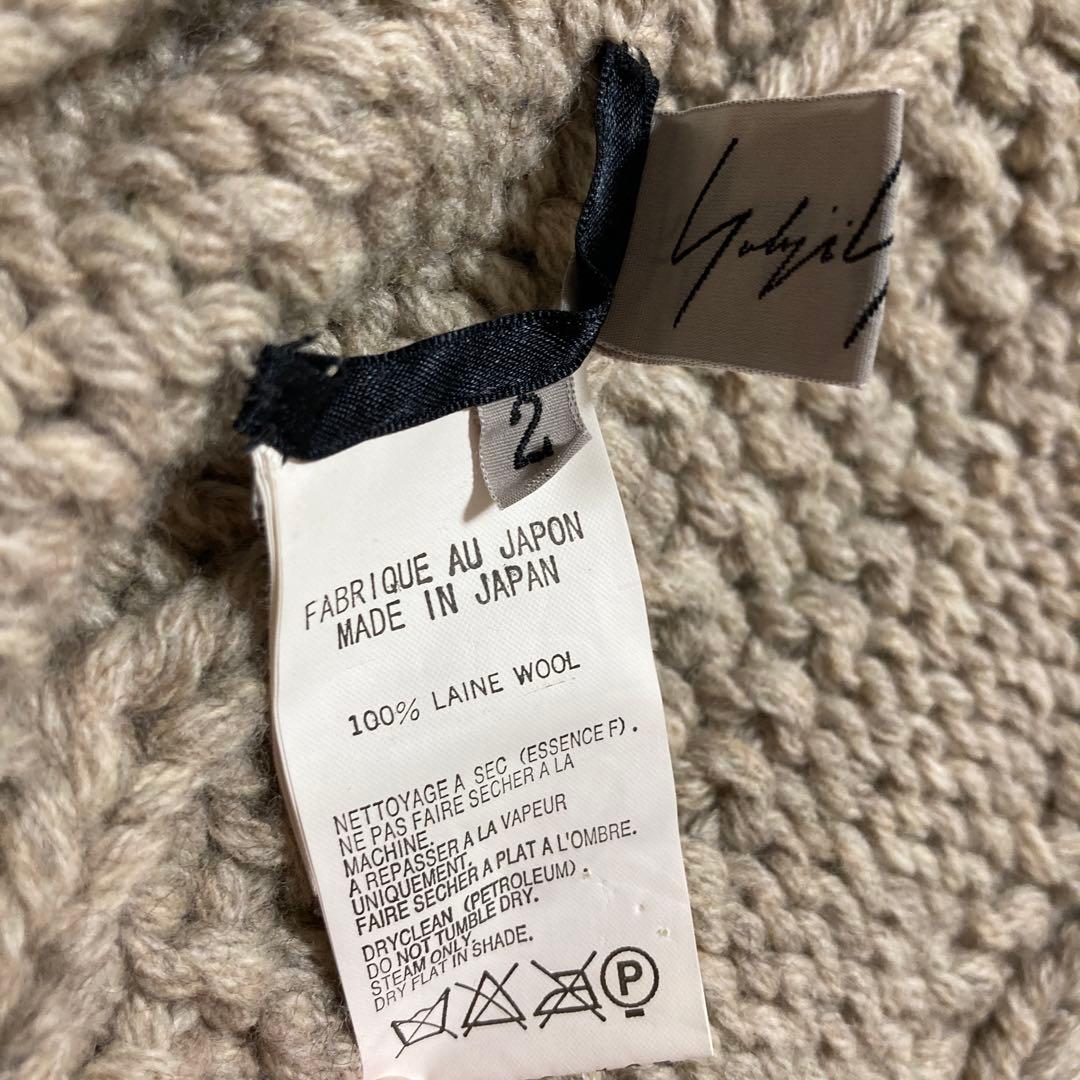 2
FABRIQUE AU JAPON
MADE IN JAPAN
100% LAINE WOOL
NETTOYAGE A SEC (ESSENCE F).
NE PAS FAIRE SECHER A LA
MACHINE.
A REPASSER A LA VAPEUR
UNIQUEMENT.
FAIRE SECHER A PLAT A L'OMBRE.
DRYCLEAN (PETROLEUM).
DO NOT TUMBLE DRY.
STEAM ONLY.
DRY FLAT IN SHADE.
P